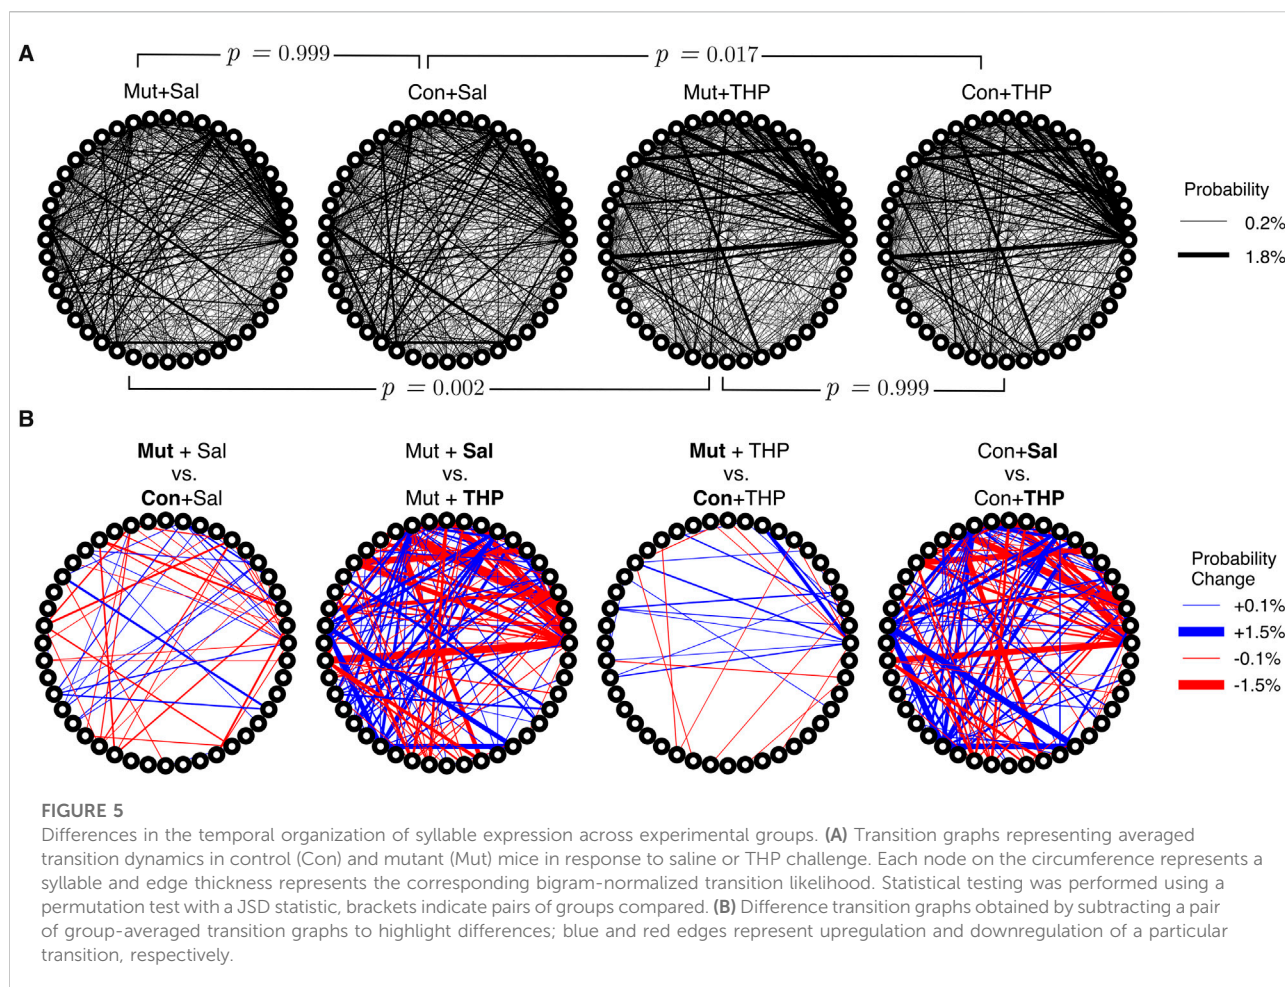 A
p = 0.999
p = 0.017
Mut+Sal
Con+Sal
Mut+THP
Con+THP
Probability
0.2%
1.8%
p = 0.002
p = 0.999
B
Mut + Sal
vs.
Con+Sal
Mut + Sal
vs.
Mut + THP
Mut + THP
vs.
Con+THP
Con+Sal
vs.
Con+THP
Probability
Change
+0.1%
+1.5%
-0.1%
-1.5%
FIGURE 5
Differences in the temporal organization of syllable expression across experimental groups. (A) Transition graphs representing averaged
transition dynamics in control (Con) and mutant (Mut) mice in response to saline or THP challenge. Each node on the circumference represents a
syllable and edge thickness represents the corresponding bigram-normalized transition likelihood. Statistical testing was performed using a
permutation test with a JSD statistic, brackets indicate pairs of groups compared. (B) Difference transition graphs obtained by subtracting a pair
of group-averaged transition graphs to highlight differences; blue and red edges represent upregulation and downregulation of a particular
transition, respectively.